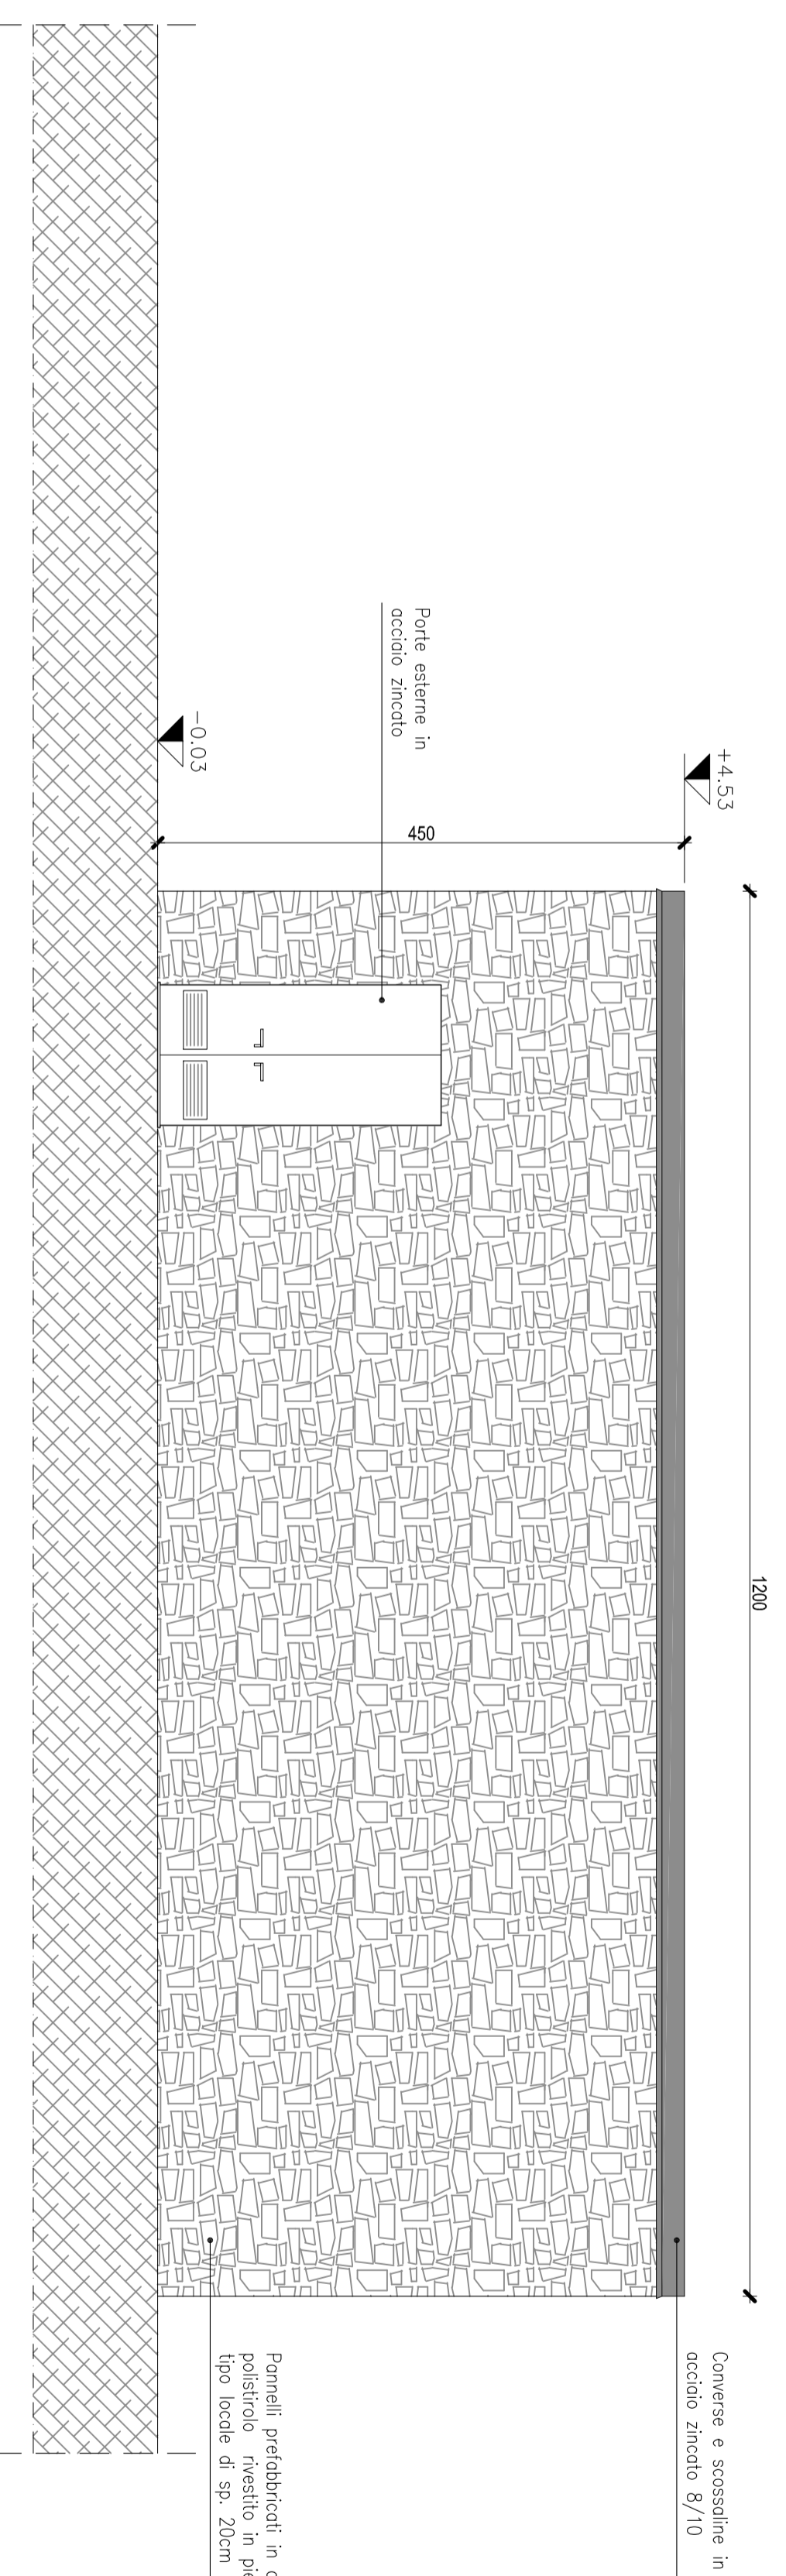 1200
+4.53
450
-0.03
Porte esterne in
acciaio zincato
Converse e scossaline in
acciaio zincato 8/10
Pannelli prefabbricati in
polistirolo rivestito in
tipo locale di sp. 20cm